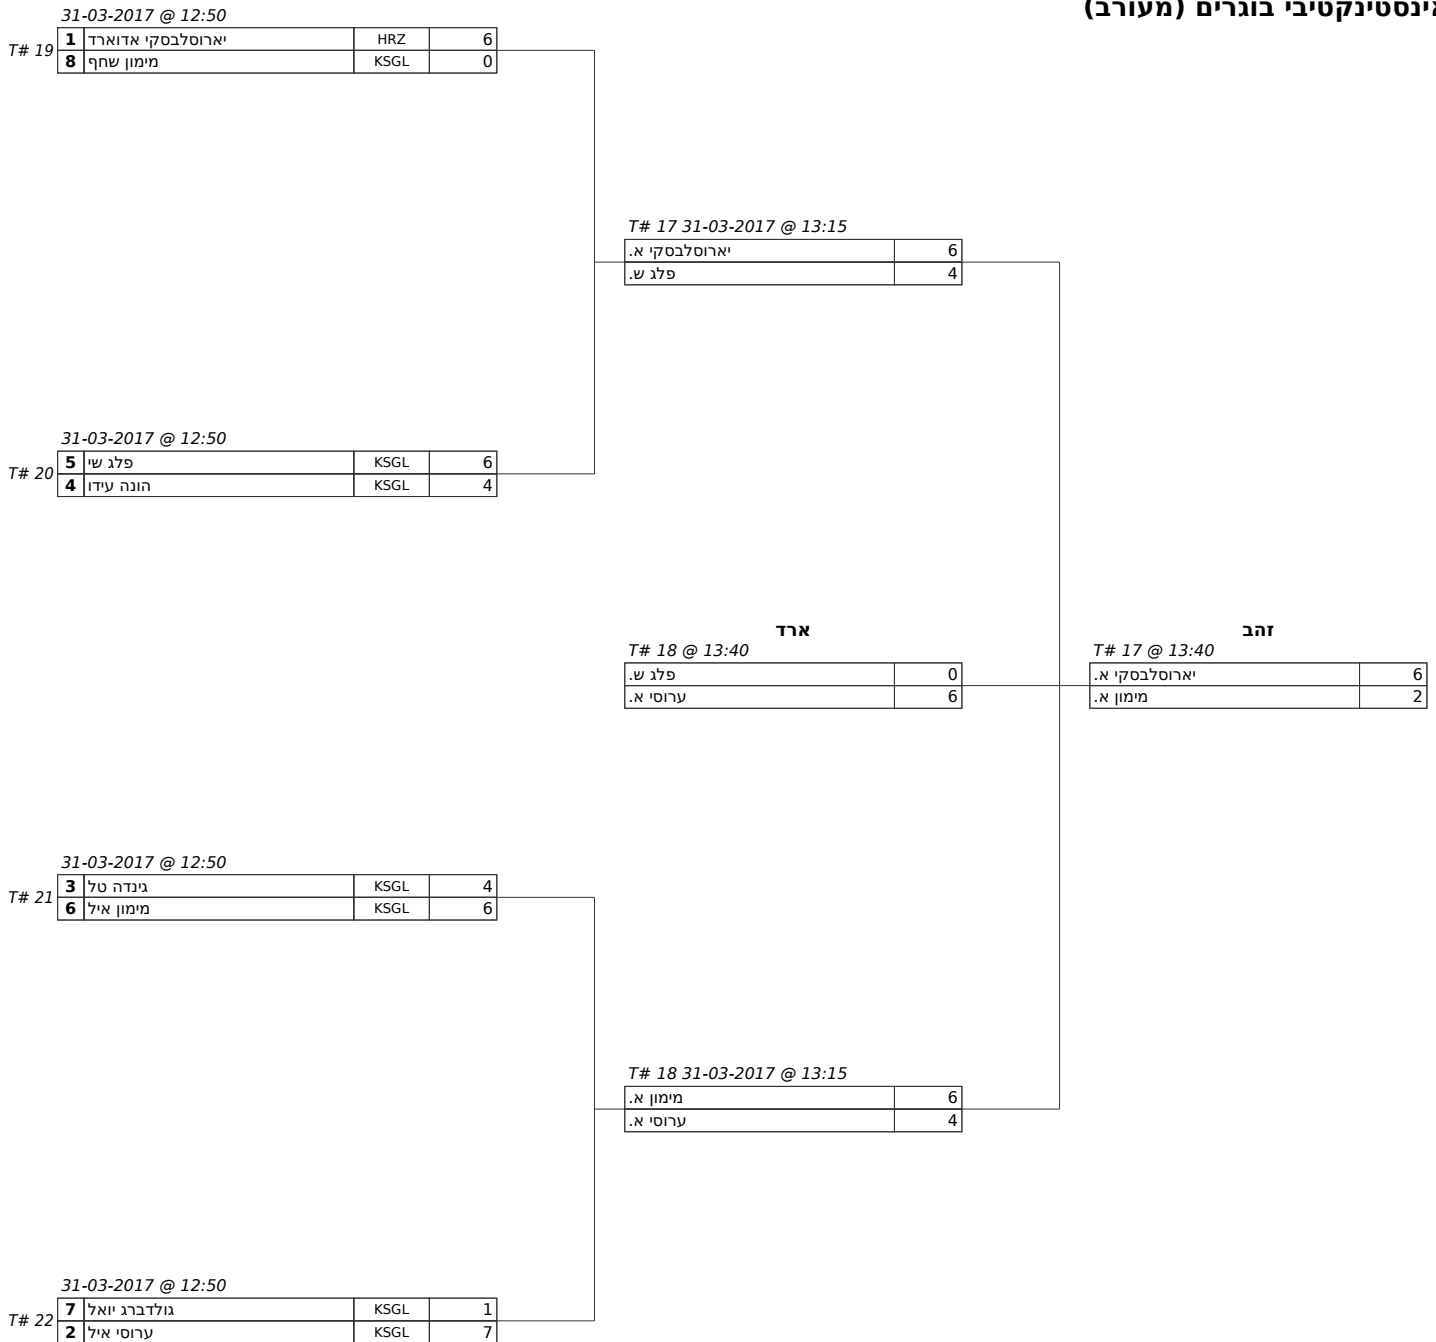 אינסטינקטיבי בוגרים (מעורב)
31-03-2017 @ 12:50
T# 19
1 יארוסלבסקי אדוארד HRZ 6
8 מימון שחף KSGL 0
T# 17 31-03-2017 @ 13:15
יארוסלבסקי א. 6
פלג ש. 4
31-03-2017 @ 12:50
T# 20
5 פלג שי KSGL 6
4 הונה עידו KSGL 4
ארד
T# 18 @ 13:40
פלג ש. 0
ערוסי א. 6
זהב
T# 17 @ 13:40
יארוסלבסקי א. 6
מימון א. 2
31-03-2017 @ 12:50
T# 21
3 גינדה טל KSGL 4
6 מימון איל KSGL 6
T# 18 31-03-2017 @ 13:15
מימון א. 6
ערוסי א. 4
31-03-2017 @ 12:50
T# 22
7 גולדברג יואל KSGL 1
2 ערוסי איל KSGL 7